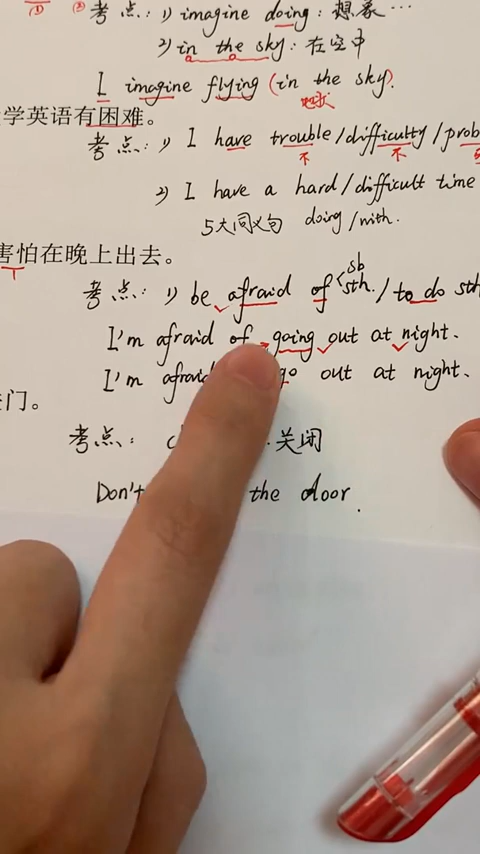 ① ② 考点: 1) imagine doing: 想象…
2) in the sky: 在空中
I imagine flying (in the sky).
地状
学英语有困难。
考点: 1) I have trouble/difficulty/prob
不 不
2) I have a hard/difficult time
5大同义句 doing/with.
害怕在晚上出去。
考点: 1) be afraid of sb sth./to do sth
I'm afraid of going out at night.
I'm afraid go out at night.
门。
考点: 关闭
Don't the door.